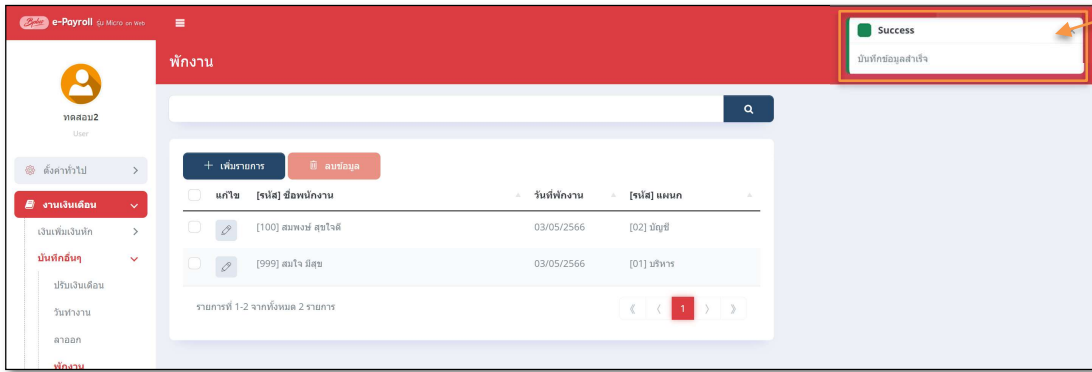 Byte e-Payroll รุ่น Micro on Web
Success
บันทึกข้อมูลสำเร็จ
พักงาน
ทดสอบ2
User
ตั้งค่าทั่วไป
งานเงินเดือน
เงินเพิ่มเงินหัก
บันทึกอื่นๆ
ปรับเงินเดือน
วันทำงาน
ลาออก
พักงาน
เพิ่มรายการ ลบข้อมูล
แก้ไข [รหัส] ชื่อพนักงาน วันที่พักงาน [รหัส] แผนก
[100] สมพงษ์ สุขใจดี 03/05/2566 [02] บัญชี
[999] สมใจ มีสุข 03/05/2566 [01] บริหาร
รายการที่ 1-2 จากทั้งหมด 2 รายการ 《 〈 1 〉 》